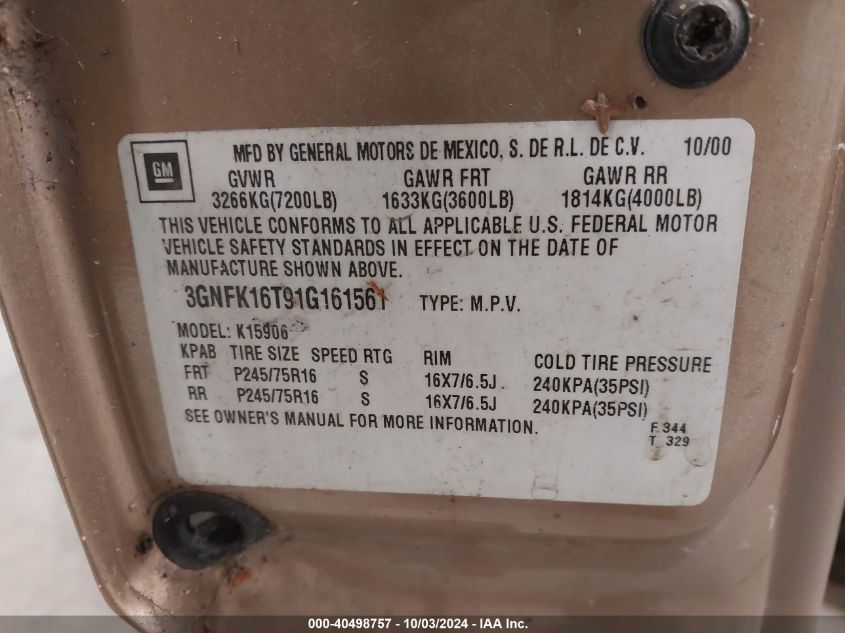 GM
MFD BY GENERAL MOTORS DE MEXICO, S. DE R.L. DE C.V. 10/00
GVWR GAWR FRT GAWR RR
3266KG(7200LB) 1633KG(3600LB) 1814KG(4000LB)
THIS VEHICLE CONFORMS TO ALL APPLICABLE U.S. FEDERAL MOTOR
VEHICLE SAFETY STANDARDS IN EFFECT ON THE DATE OF
MANUFACTURE SHOWN ABOVE.
3GNFK16T91G161561 TYPE: M.P.V.
MODEL: K15906
KPAB TIRE SIZE SPEED RTG RIM COLD TIRE PRESSURE
FRT P245/75R16 S 16X7/6.5J 240KPA(35PSI)
RR P245/75R16 S 16X7/6.5J 240KPA(35PSI)
SEE OWNER'S MANUAL FOR MORE INFORMATION.
F 344
T 329
000-40498757 - 10/03/2024 - IAA Inc.